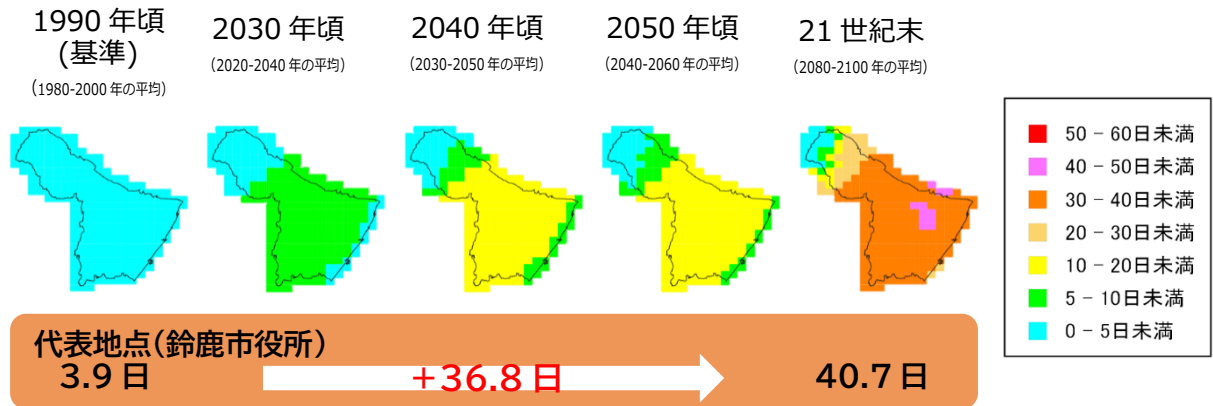 1990 年頃
(基準)
(1980-2000 年の平均)
2030 年頃
(2020-2040 年の平均)
2040 年頃
(2030-2050 年の平均)
2050 年頃
(2040-2060 年の平均)
21 世紀末
(2080-2100 年の平均)
50 - 60日未満
40 - 50日未満
30 - 40日未満
20 - 30日未満
10 - 20日未満
5 - 10日未満
0 - 5日未満
代表地点(鈴鹿市役所)
3.9 日
+36.8 日
40.7 日